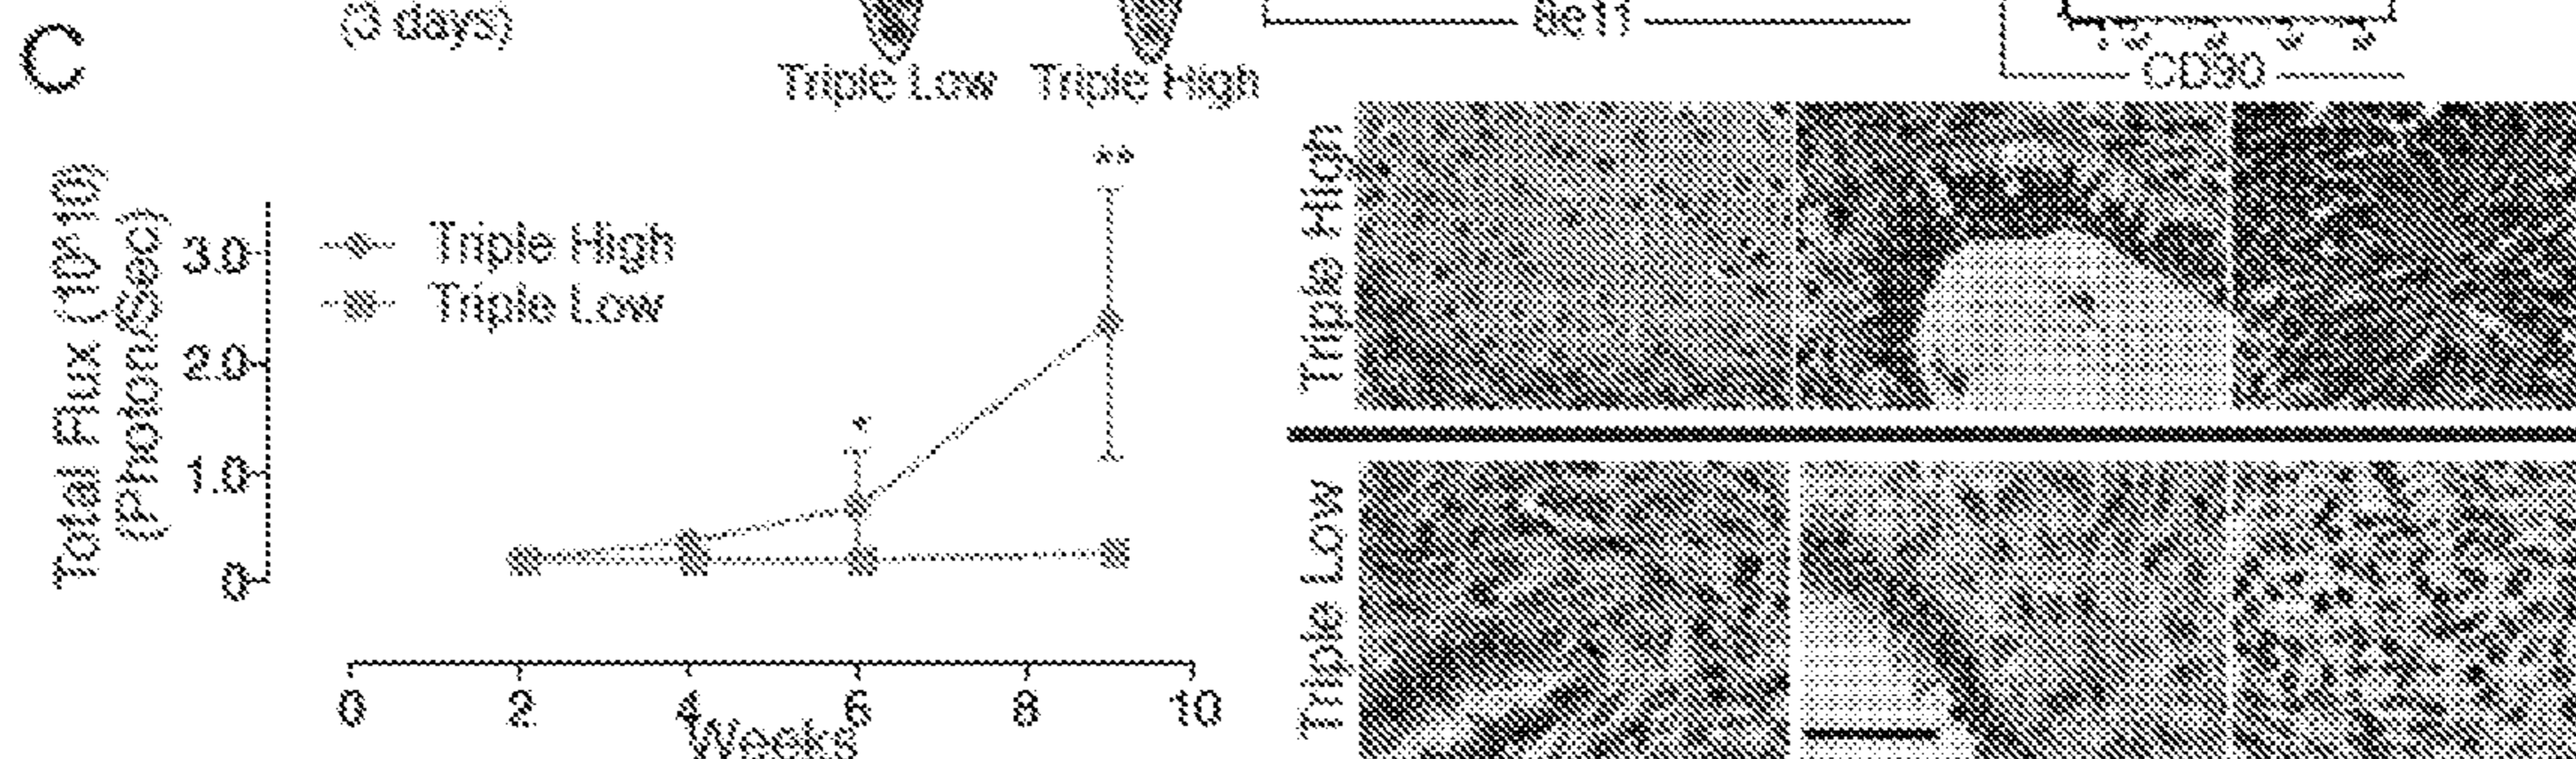 C
(3 days)
Triple Low
Triple High
8e11
CD90
Total Flux (10^10)
(Photon/Sec)
3.0
2.0
1.0
0
Triple High
Triple Low
**
*
0 2 4 6 8 10
Weeks
Triple High
Triple Low